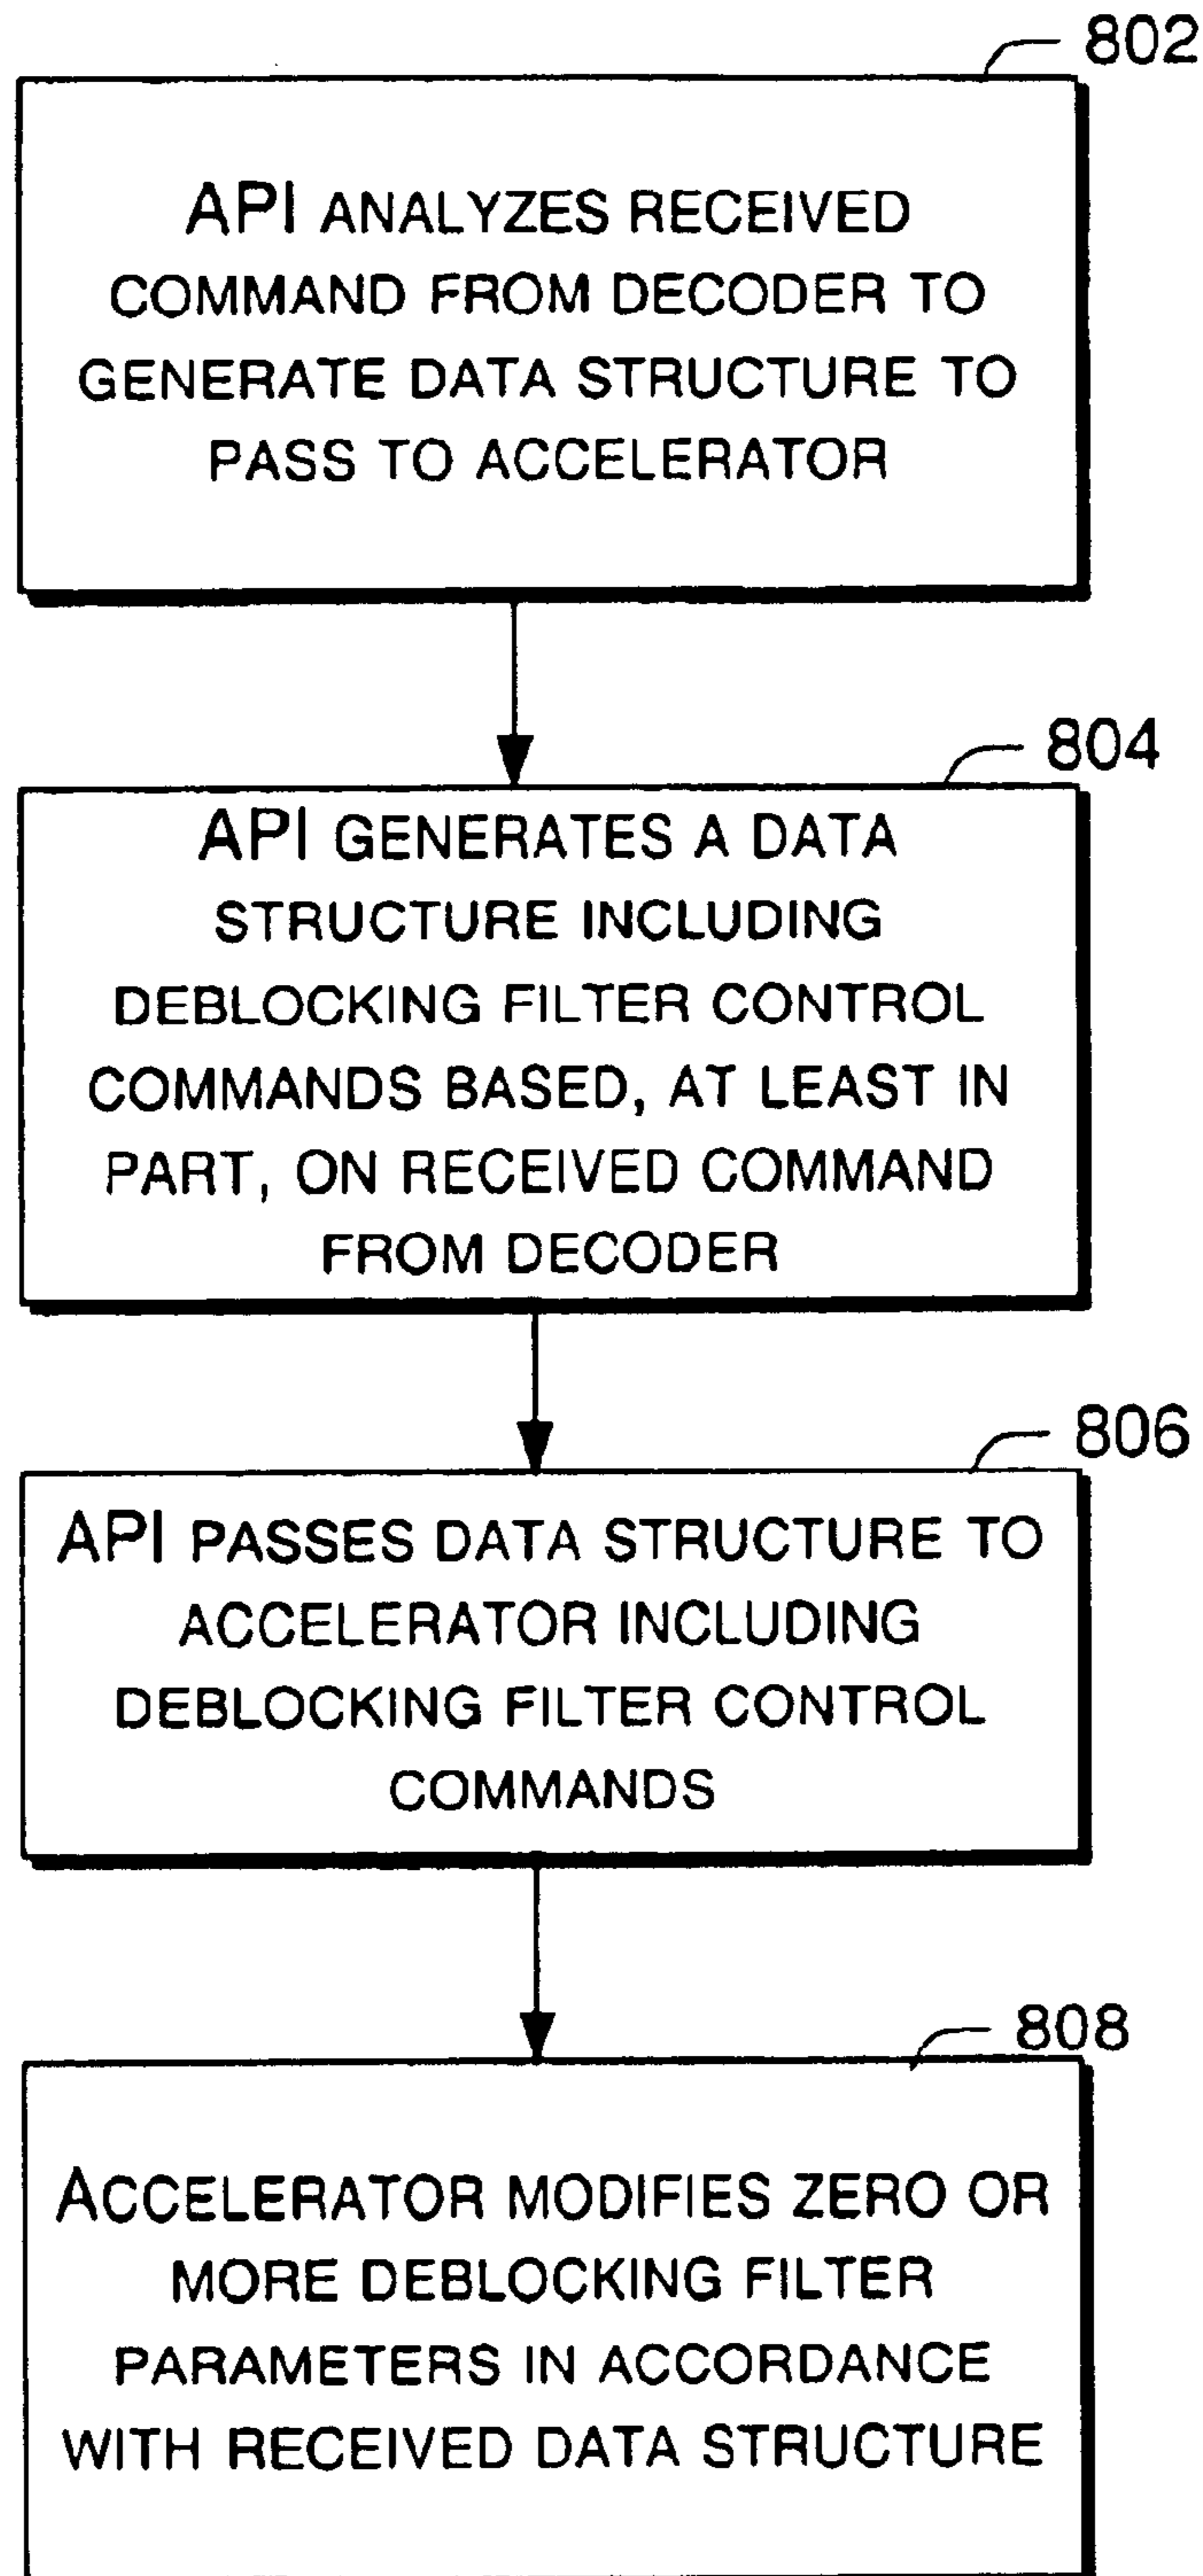 802
API ANALYZES RECEIVED
COMMAND FROM DECODER TO
GENERATE DATA STRUCTURE TO
PASS TO ACCELERATOR
804
API GENERATES A DATA
STRUCTURE INCLUDING
DEBLOCKING FILTER CONTROL
COMMANDS BASED, AT LEAST IN
PART, ON RECEIVED COMMAND
FROM DECODER
806
API PASSES DATA STRUCTURE TO
ACCELERATOR INCLUDING
DEBLOCKING FILTER CONTROL
COMMANDS
808
ACCELERATOR MODIFIES ZERO OR
MORE DEBLOCKING FILTER
PARAMETERS IN ACCORDANCE
WITH RECEIVED DATA STRUCTURE